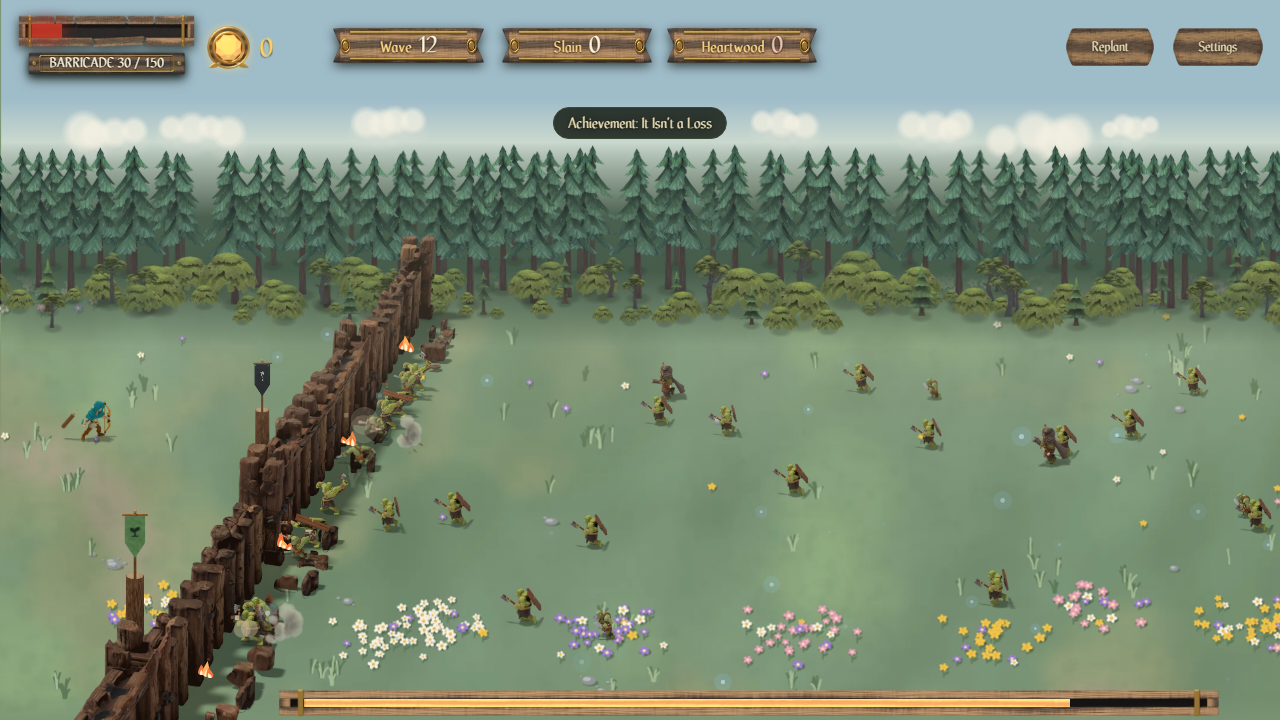 BARRICADE 30 / 150
0
Wave 12
Slain 0
Heartwood 0
Replant
Settings
Achievement: It Isn't a Loss